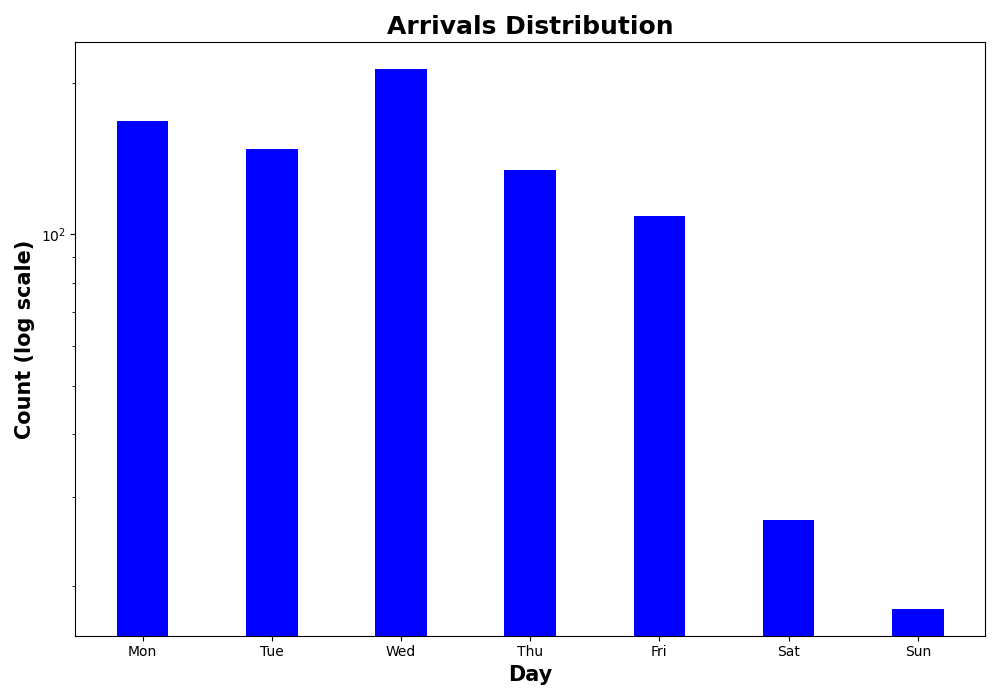 Arrivals Distribution
Count (log scale)
10²
Mon Tue Wed Thu Fri Sat Sun
Day